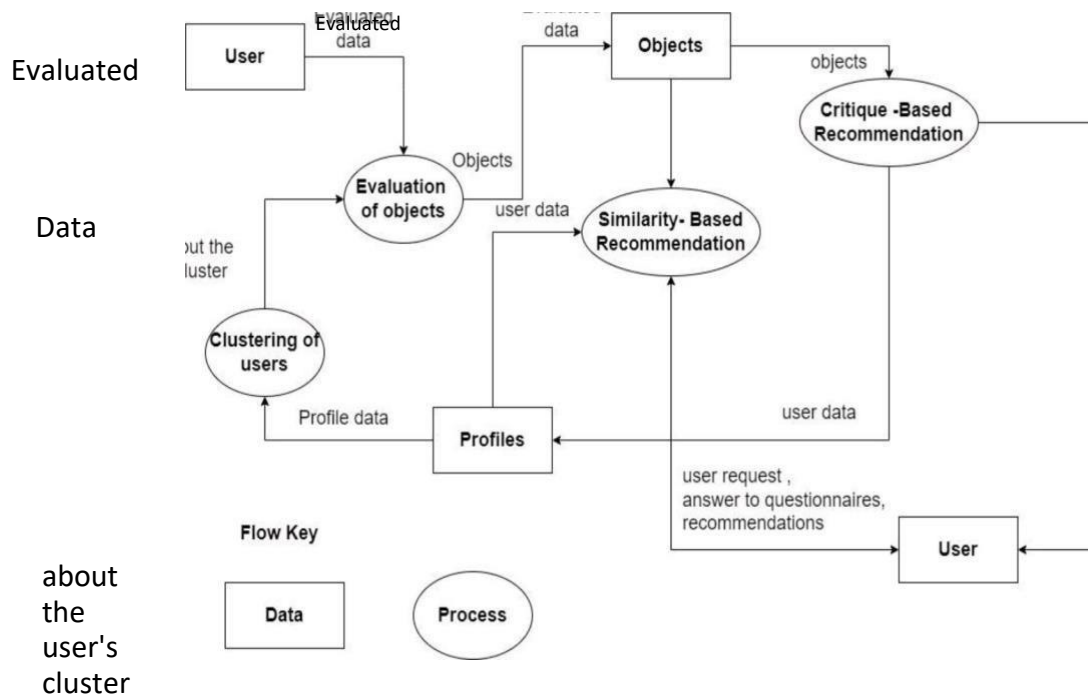 Evaluated
data
Evaluated
Evaluated
data
User
Objects
objects
Evaluated
Critique -Based
Recommendation
Objects
Evaluation
of objects
user data
Similarity- Based
Recommendation
Data
out the
luster
Clustering of
users
Profile data
user data
Profiles
user request ,
answer to questionnaires,
recommendations
Flow Key
User
about
the
user's
cluster
Data
Process